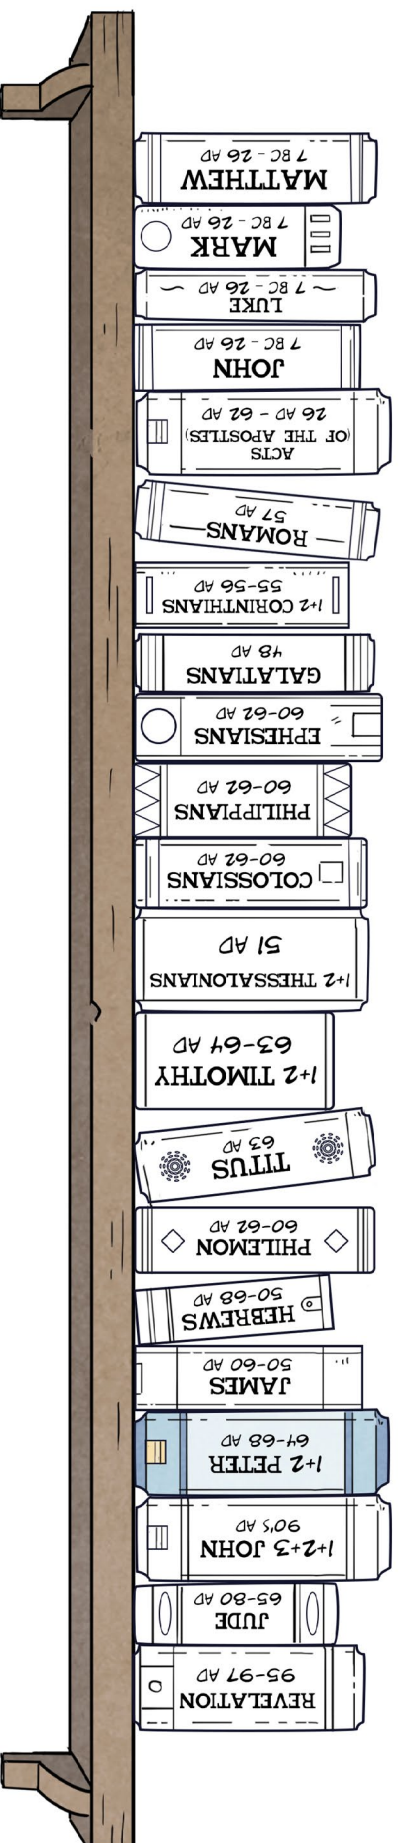 MATTHEW
7 BC - 26 AD
MARK
7 BC - 26 AD
LUKE
7 BC - 26 AD
JOHN
7 BC - 26 AD
ACTS
(OF THE APOSTLES)
26 AD - 62 AD
ROMANS
57 AD
1+2 CORINTHIANS
55-56 AD
GALATIANS
48 AD
EPHESIANS
60-62 AD
PHILIPPIANS
60-62 AD
COLOSSIANS
60-62 AD
1+2 THESSALONIANS
51 AD
1+2 TIMOTHY
63-64 AD
TITUS
63 AD
PHILEMON
60-62 AD
HEBREWS
50-68 AD
JAMES
50-60 AD
1+2 PETER
64-68 AD
1+2+3 JOHN
90'S AD
JUDE
65-80 AD
REVELATION
95-97 AD